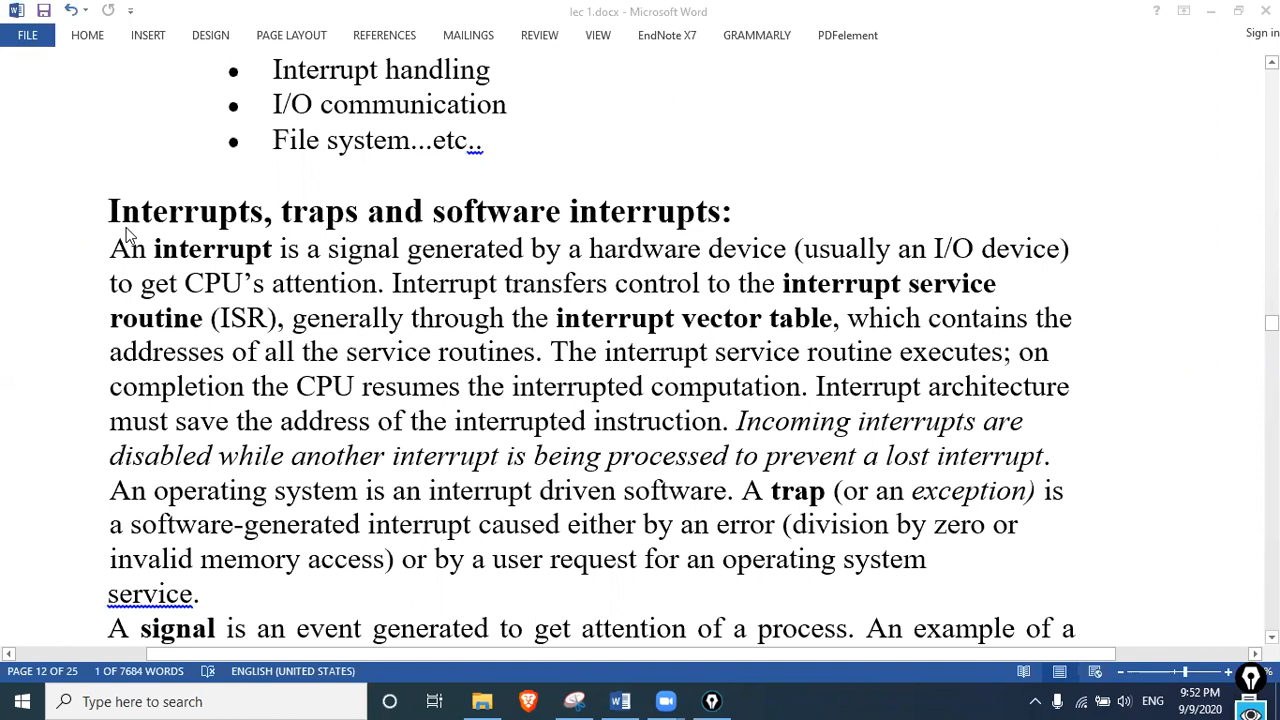 lec 1.docx - Microsoft Word
? Sign in
FILE HOME INSERT DESIGN PAGE LAYOUT REFERENCES MAILINGS REVIEW VIEW EndNote X7 GRAMMARLY PDFelement
• Interrupt handling
• I/O communication
• File system...etc..
Interrupts, traps and software interrupts:
An interrupt is a signal generated by a hardware device (usually an I/O device)
to get CPU’s attention. Interrupt transfers control to the interrupt service
routine (ISR), generally through the interrupt vector table, which contains the
addresses of all the service routines. The interrupt service routine executes; on
completion the CPU resumes the interrupted computation. Interrupt architecture
must save the address of the interrupted instruction. Incoming interrupts are
disabled while another interrupt is being processed to prevent a lost interrupt.
An operating system is an interrupt driven software. A trap (or an exception) is
a software-generated interrupt caused either by an error (division by zero or
invalid memory access) or by a user request for an operating system
service.
A signal is an event generated to get attention of a process. An example of a
PAGE 12 OF 25 1 OF 7684 WORDS ENGLISH (UNITED STATES) %
Type here to search
ENG
9:52 PM
9/9/2020